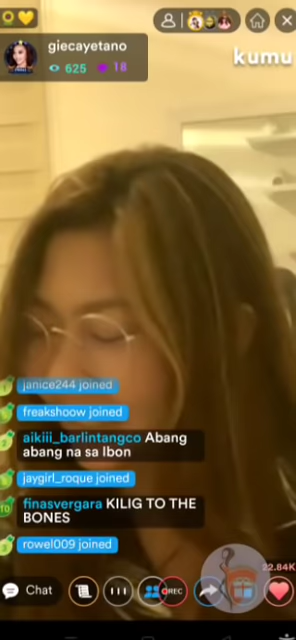 giecayetano
625 18
kumu
janice244 joined
freakshoow joined
aikiii_barlintangco Abang
abang na sa Ibon
jaygirl_roque joined
finasvergara KILIG TO THE
BONES
rowel009 joined
22.84K
Chat
REC